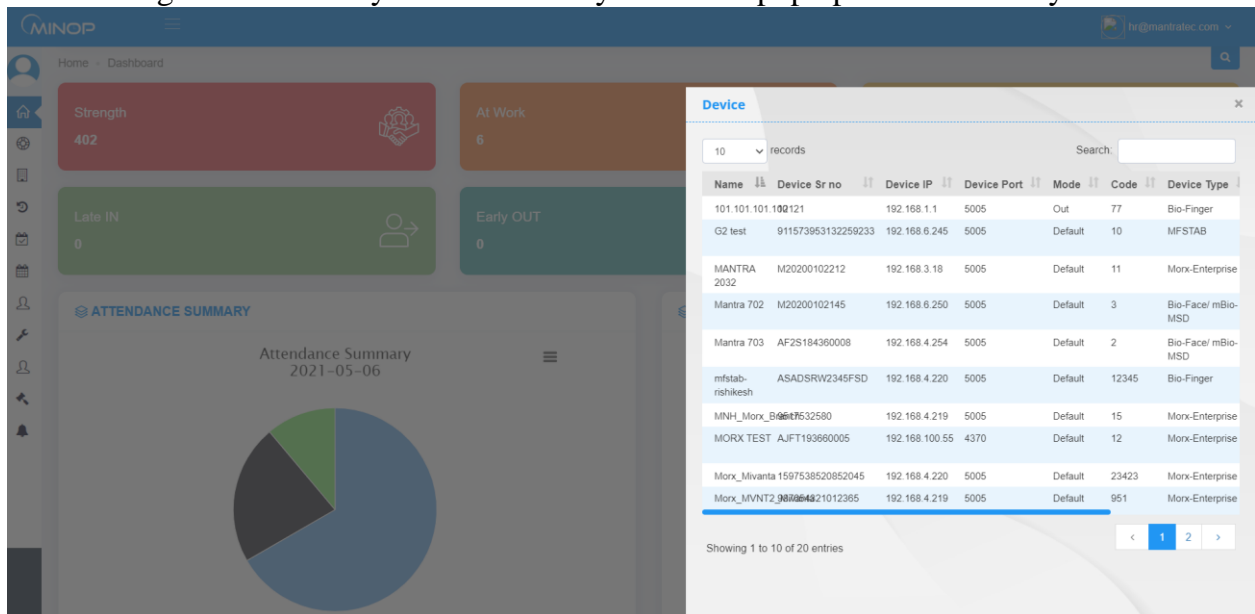 MINOP
hr@mantratec.com
Home - Dashboard
Strength
402
At Work
6
Late IN
0
Early OUT
0
ATTENDANCE SUMMARY
Attendance Summary
2021-05-06
Device
×
10 records
Search:
Name Device Sr no Device IP Device Port Mode Code Device Type
101.101.101. 2121 192.168.1.1 5005 Out 77 Bio-Finger
G2 test 911573953132259233 192.168.6.245 5005 Default 10 MFSTAB
MANTRA M20200102212 192.168.3.18 5005 Default 11 Morx-Enterprise
2032
Mantra 702 M20200102145 192.168.6.250 5005 Default 3 Bio-Face/ mBio-
MSD
Mantra 703 AF2S184360008 192.168.4.254 5005 Default 2 Bio-Face/ mBio-
MSD
mfstab- ASADSRW2345FSD 192.168.4.220 5005 Default 12345 Bio-Finger
rishikesh
MNH_Morx_ 192.168.4.219 5005 Default 15 Morx-Enterprise
MORX TEST AJFT193660005 192.168.100.55 4370 Default 12 Morx-Enterprise
Morx_Mivanta 1597538520852045 192.168.4.220 5005 Default 23423 Morx-Enterprise
Morx_MVNT2 192.168.4.219 5005 Default 951 Morx-Enterprise
Showing 1 to 10 of 20 entries
< 1 2 >